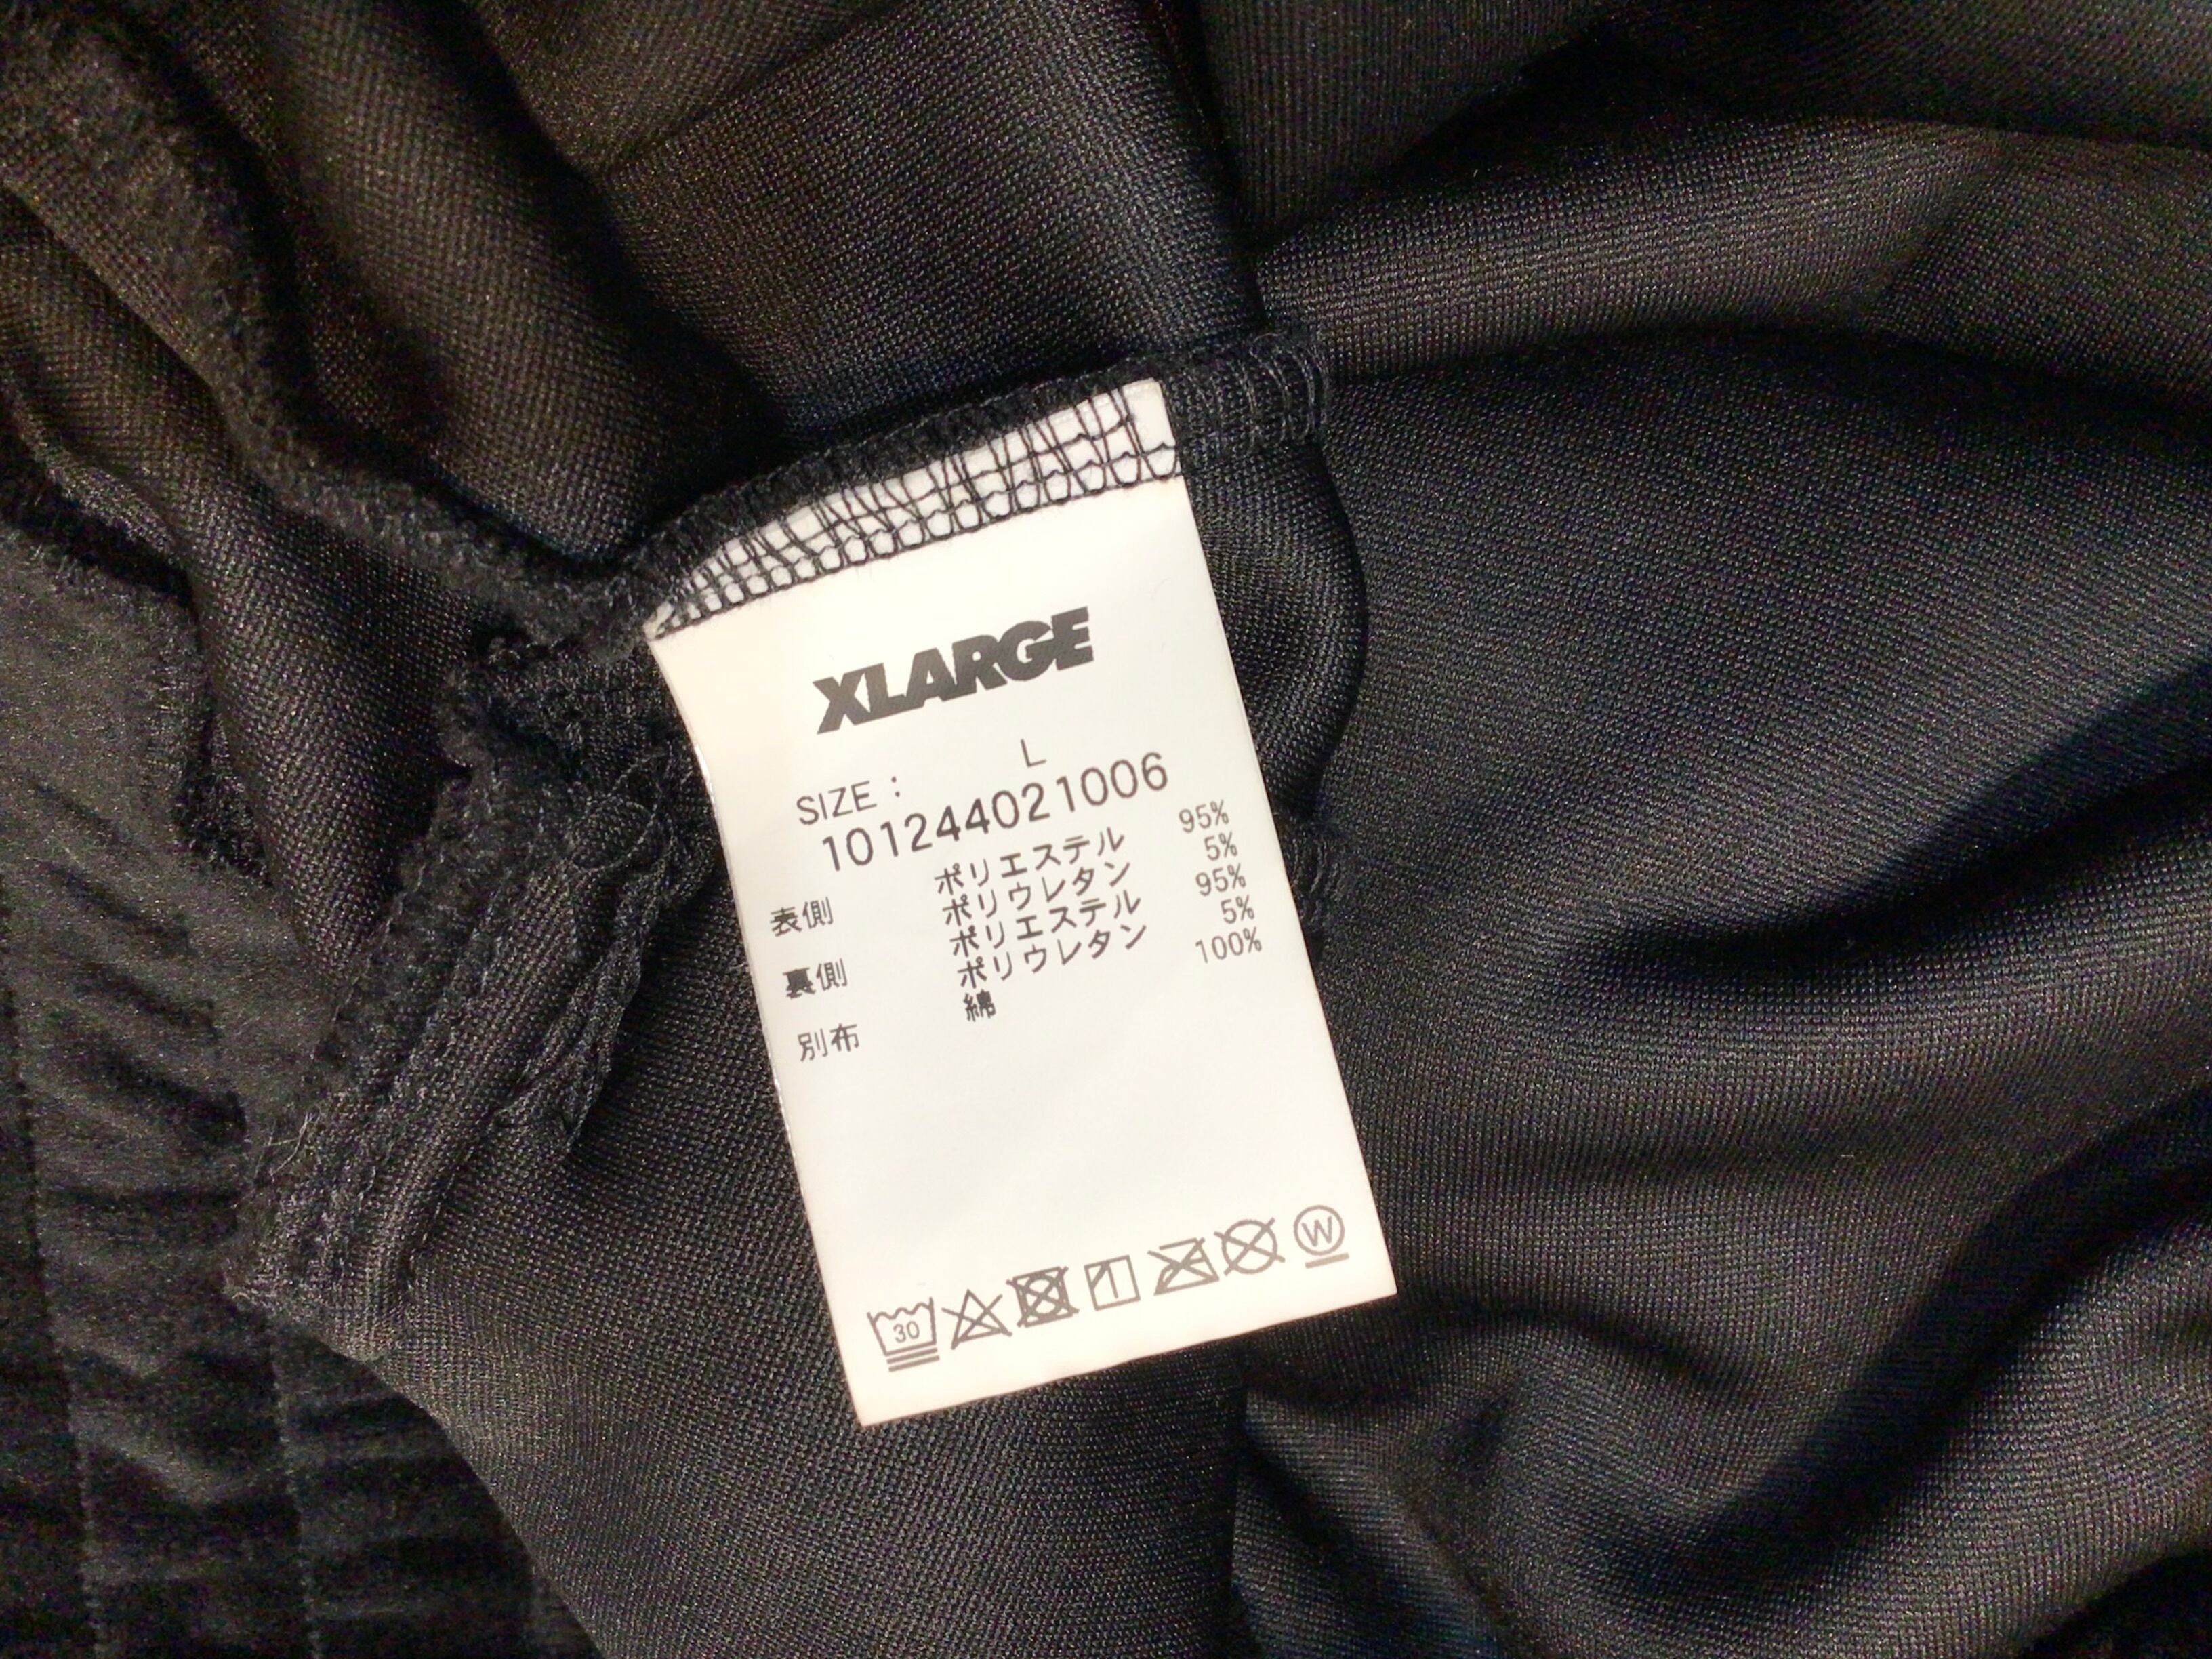 XLARGE
SIZE : L
101244021006
表側 ポリエステル 95%
ポリウレタン 5%
裏側 ポリエステル 95%
ポリウレタン 5%
別布 綿 100%
30
W